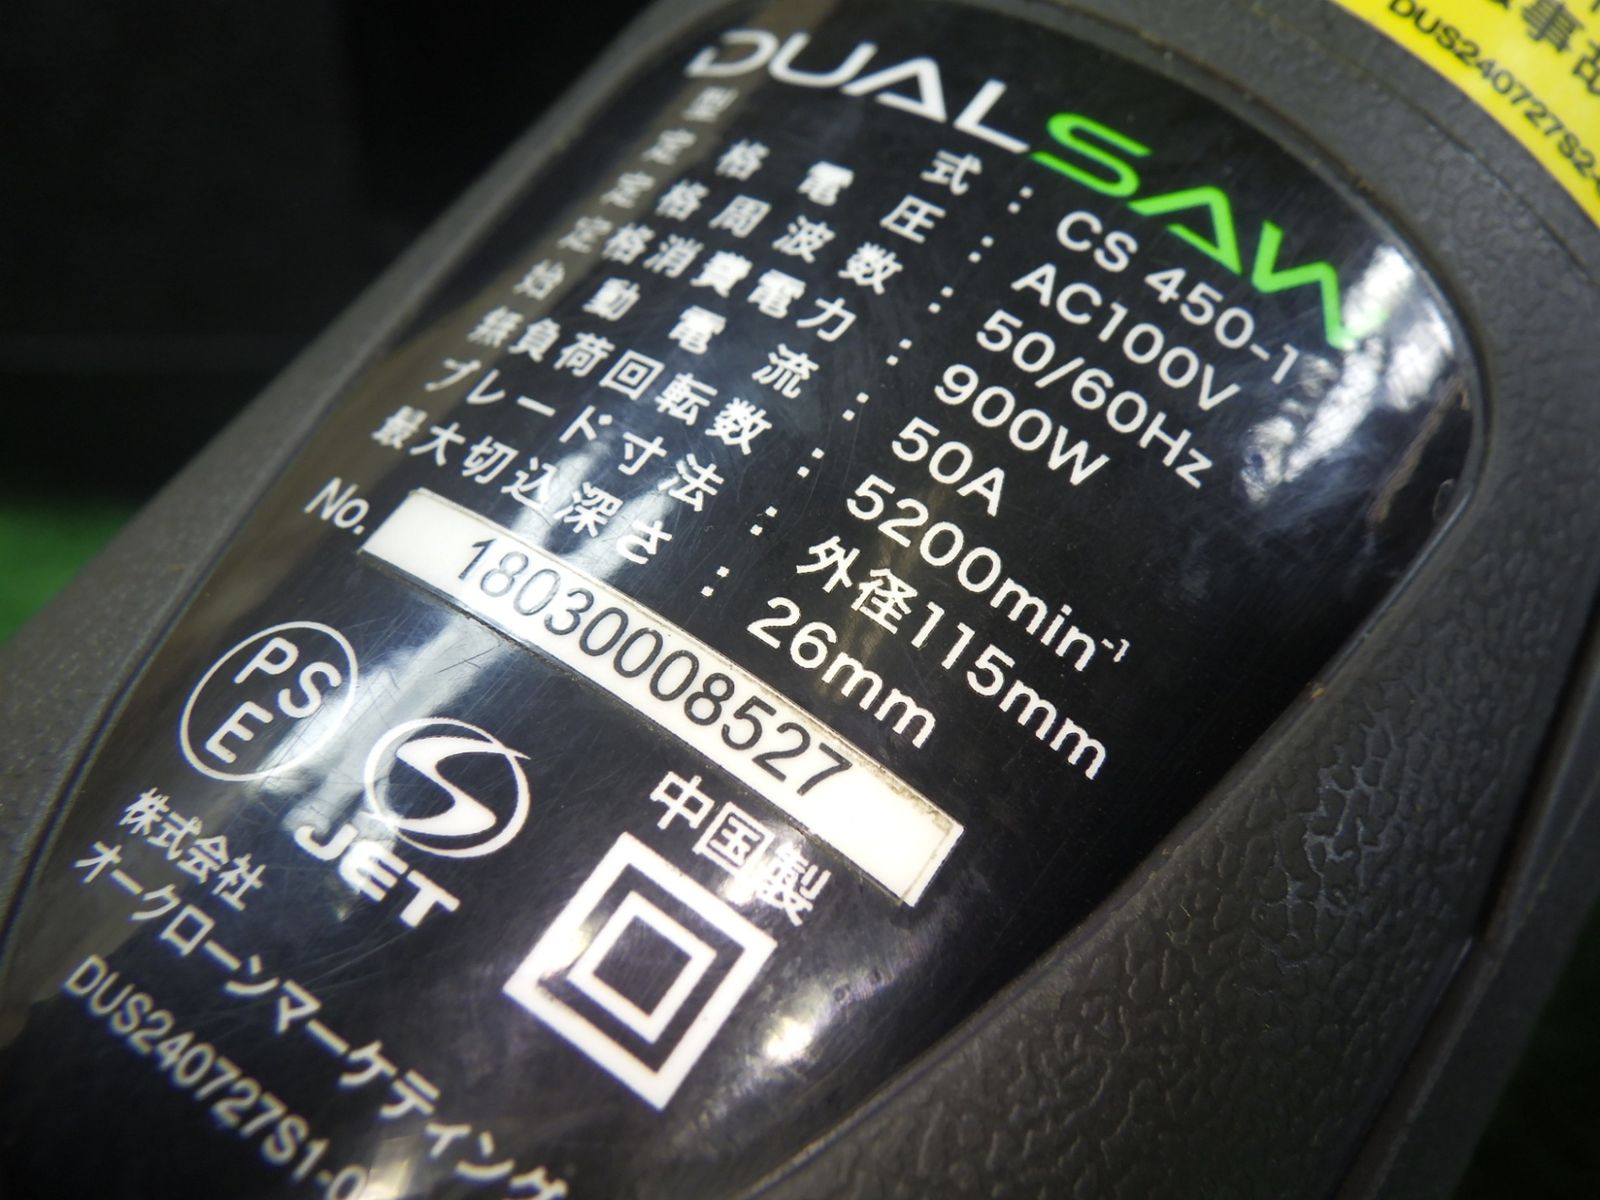 DUALSAW
型式：CS 450-1
定格電圧：AC100V
定格周波数：50/60Hz
定格消費電力：900W
始動電流：50A
無負荷回転数：5200min⁻¹
ブレード寸法：外径115mm
最大切込深さ：26mm
No. 18030008527
PSE
JET
中国製
株式会社
オークローンマーケティング
DUS240727S1-0
事故
DUS240727S2-